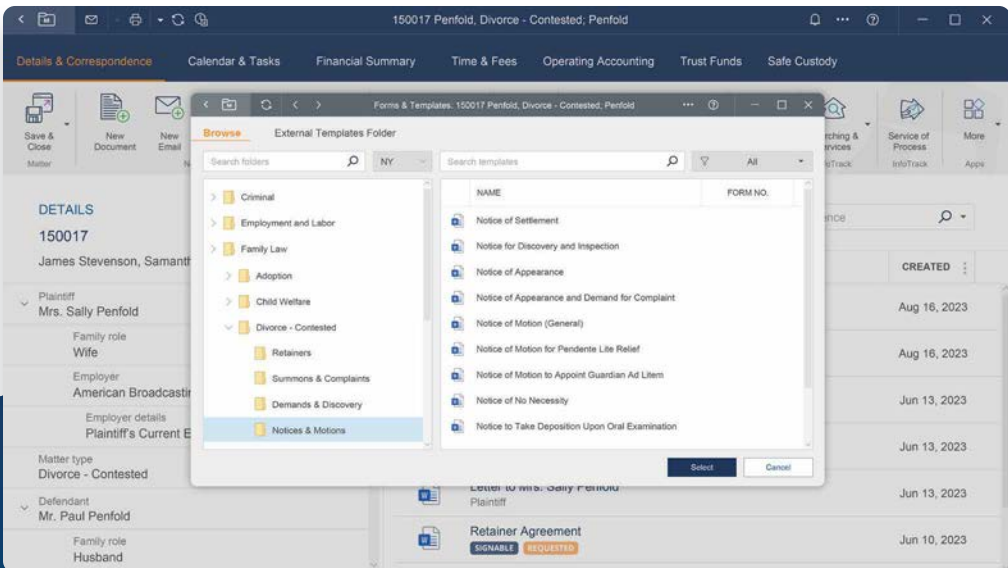 150017 Penfold, Divorce - Contested; Penfold
Details & Correspondence Calendar & Tasks Financial Summary Time & Fees Operating Accounting Trust Funds Safe Custody
Save & Close
Matter
New Document
New Email
Forms & Templates: 150017 Penfold, Divorce - Contested; Penfold
Browse External Templates Folder
Search folders NY Search templates All
Criminal
Employment and Labor
Family Law
Adoption
Child Welfare
Divorce - Contested
Retainers
Summons & Complaints
Demands & Discovery
Notices & Motions
NAME FORM NO.
Notice of Settlement
Notice for Discovery and Inspection
Notice of Appearance
Notice of Appearance and Demand for Complaint
Notice of Motion (General)
Notice of Motion for Pendente Lite Relief
Notice of Motion to Appoint Guardian Ad Litem
Notice of No Necessity
Notice to Take Deposition Upon Oral Examination
Select Cancel
Service of Process
InfoTrack
More
Apps
DETAILS
150017
James Stevenson, Samanth
Plaintiff
Mrs. Sally Penfold
Family role
Wife
Employer
American Broadcastin
Employer details
Plaintiff's Current E
Matter type
Divorce - Contested
Defendant
Mr. Paul Penfold
Family role
Husband
CREATED
Aug 16, 2023
Aug 16, 2023
Jun 13, 2023
Jun 13, 2023
Letter to Mrs. Sally Penfold
Plaintiff
Jun 13, 2023
Retainer Agreement
SIGNABLE REQUESTED
Jun 10, 2023